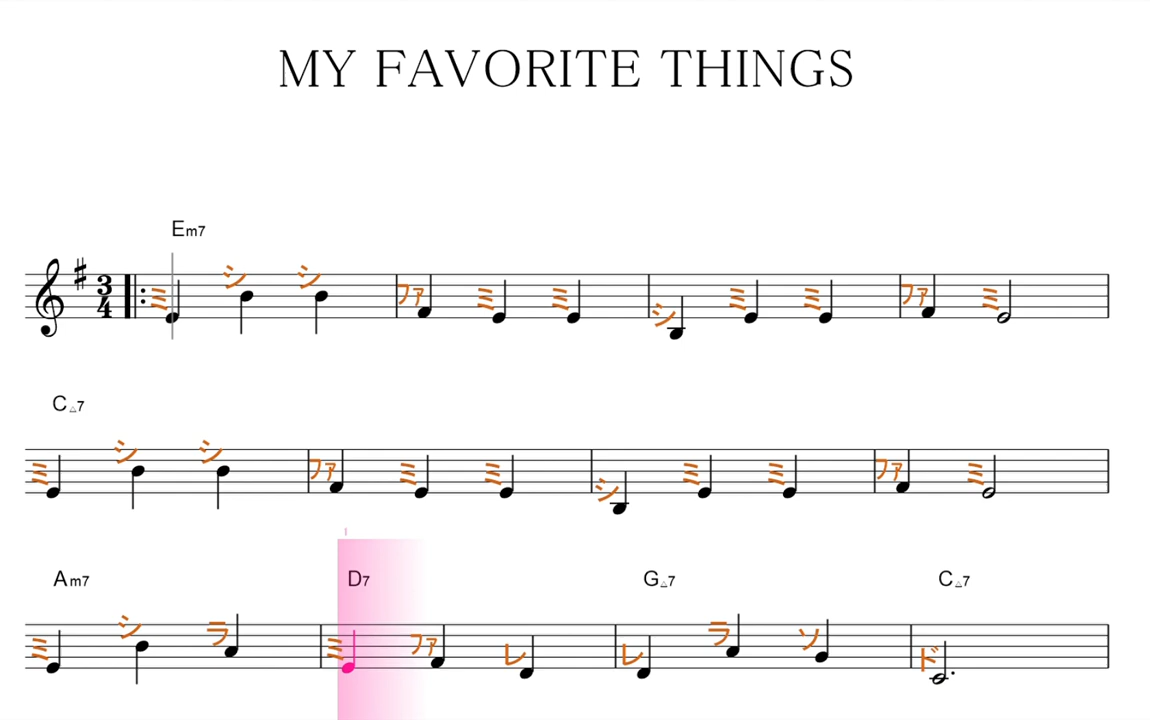 MY FAVORITE THINGS
Em7
3
4
ミ シ シ ファ ミ ミ シ ミ ミ ファ ミ
C△7
ミ シ シ ファ ミ ミ シ ミ ミ ファ ミ
Am7 D7 G△7 C△7
ミ シ ラ ミ ファ レ レ ラ ソ ド